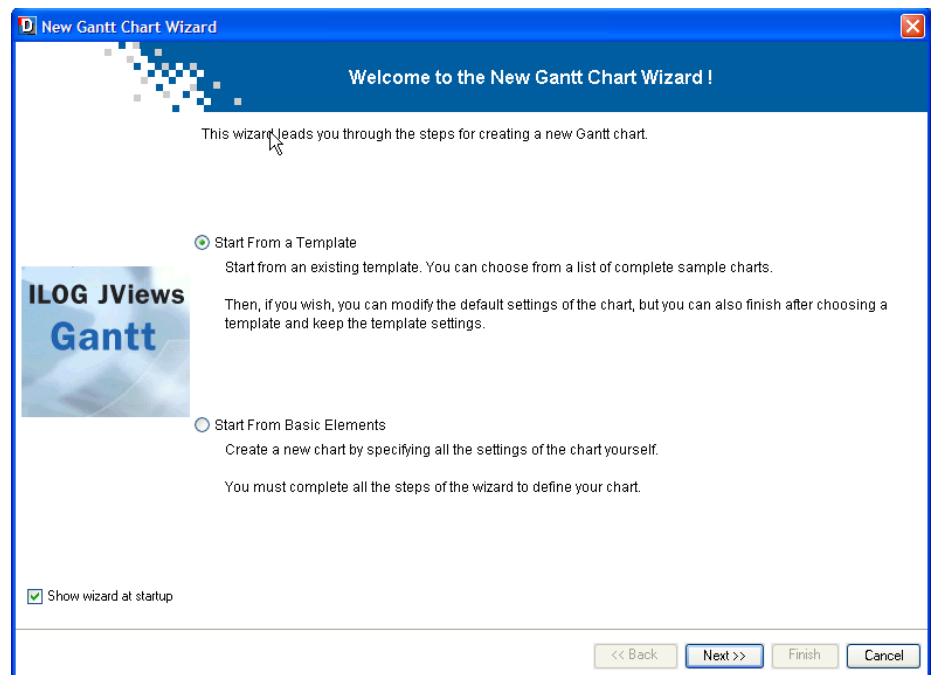 New Gantt Chart Wizard
Welcome to the New Gantt Chart Wizard !
This wizard leads you through the steps for creating a new Gantt chart.
Start From a Template
Start from an existing template. You can choose from a list of complete sample charts.
Then, if you wish, you can modify the default settings of the chart, but you can also finish after choosing a
template and keep the template settings.
ILOG JViews
Gantt
Start From Basic Elements
Create a new chart by specifying all the settings of the chart yourself.
You must complete all the steps of the wizard to define your chart.
Show wizard at startup
<< Back
Next >>
Finish
Cancel